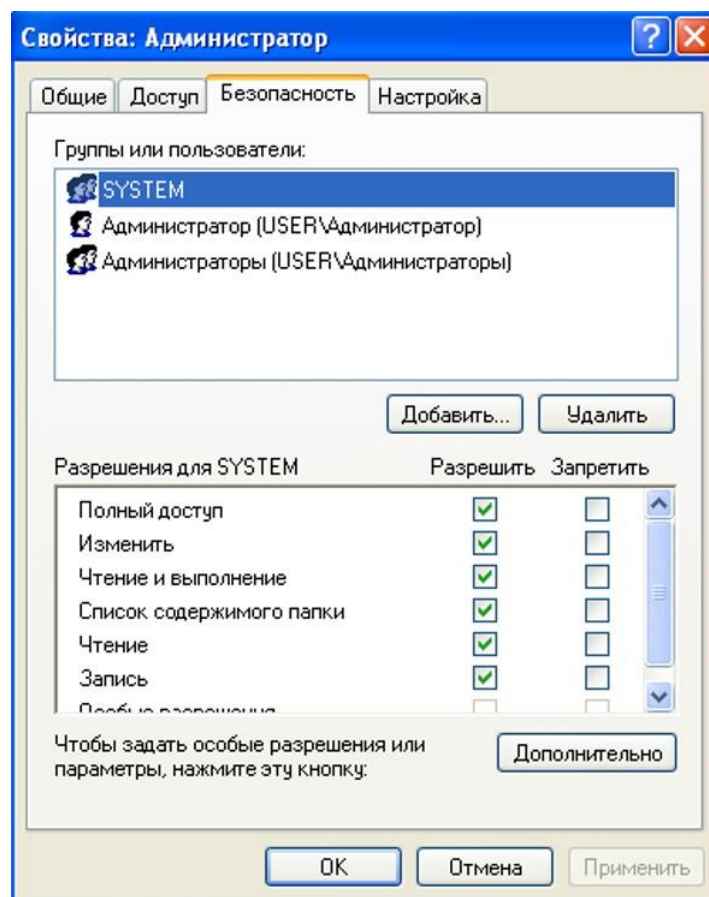 Свойства: Администратор
Общие Доступ Безопасность Настройка
Группы или пользователи:
SYSTEM
Администратор (USER\Администратор)
Администраторы (USER\Администраторы)
Добавить... Удалить
Разрешения для SYSTEM Разрешить Запретить
Полный доступ
Изменить
Чтение и выполнение
Список содержимого папки
Чтение
Запись
Особые разрешения
Чтобы задать особые разрешения или
параметры, нажмите эту кнопку:
Дополнительно
OK Отмена Применить